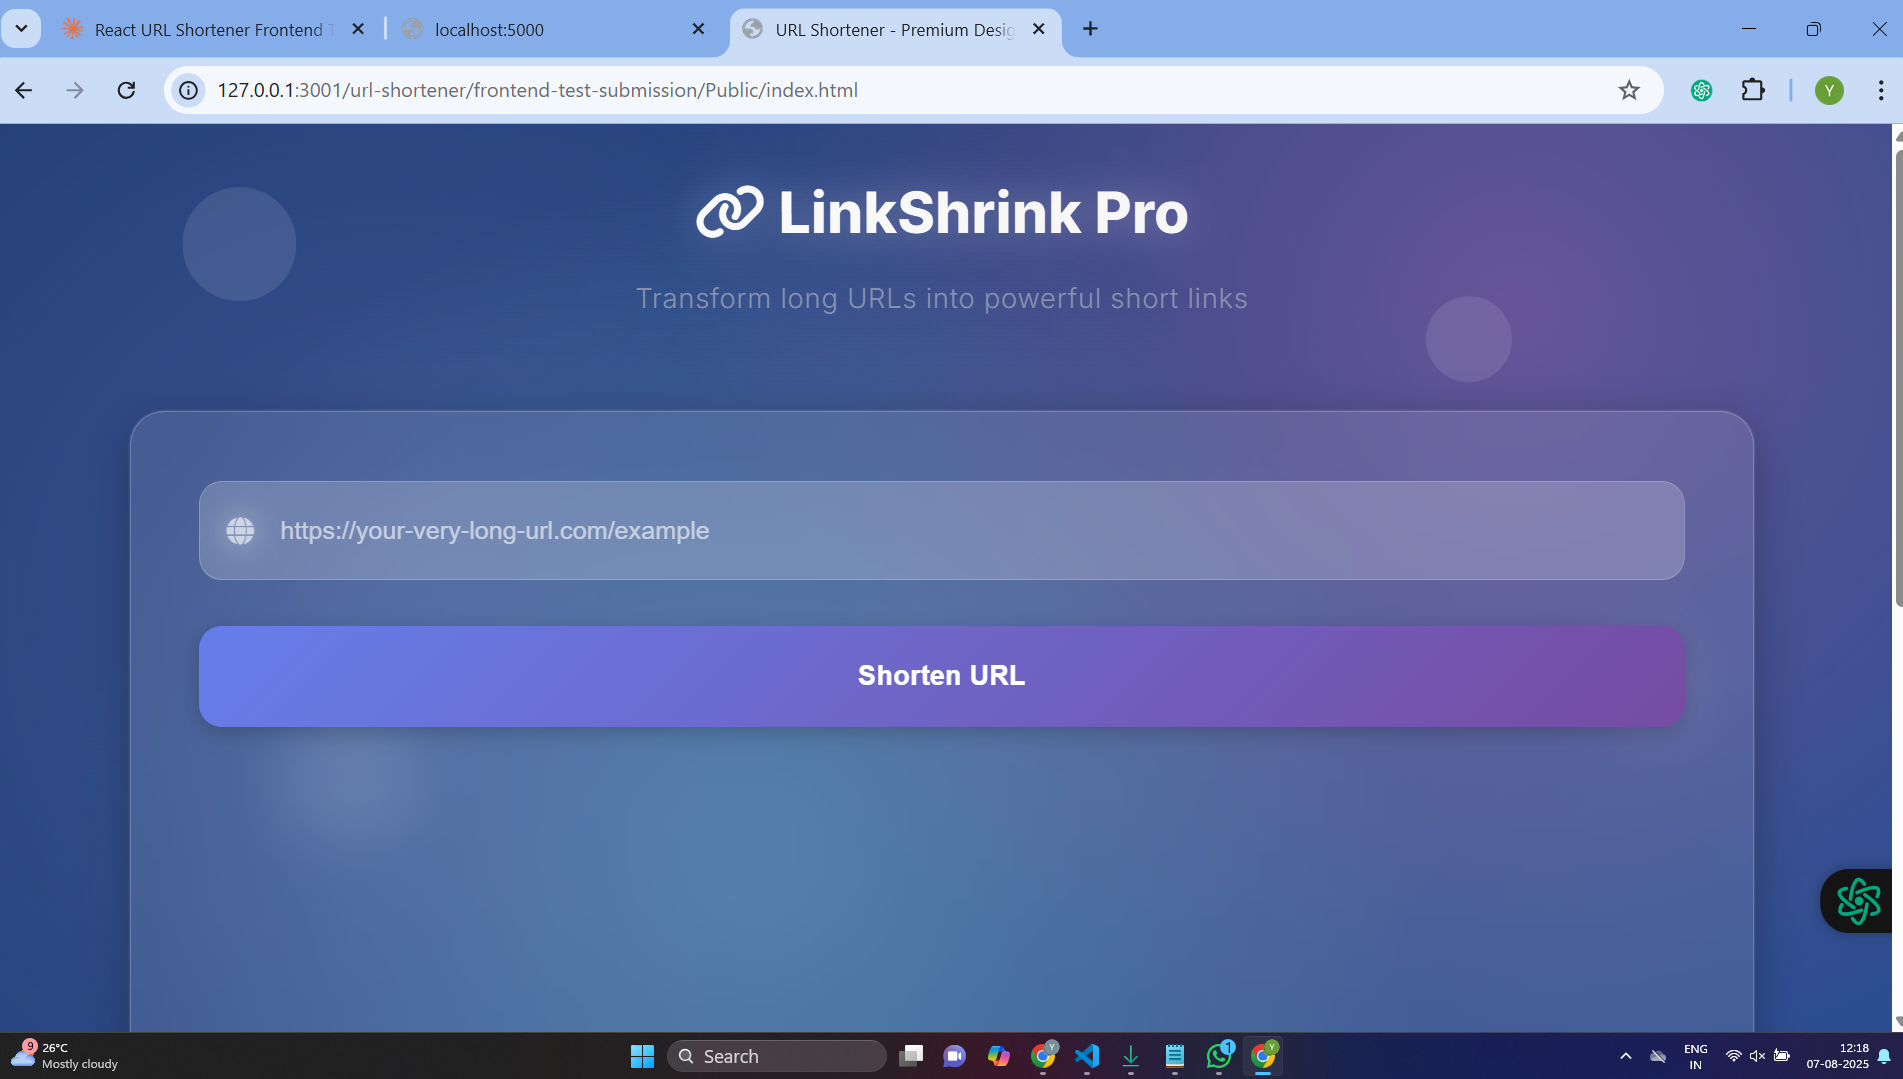 React URL Shortener Frontend
localhost:5000
URL Shortener - Premium Desig
127.0.0.1:3001/url-shortener/frontend-test-submission/Public/index.html
Y
LinkShrink Pro
Transform long URLs into powerful short links
https://your-very-long-url.com/example
Shorten URL
9
26°C
Mostly cloudy
Search
Y
1
Y
ENG
IN
12:18
07-08-2025